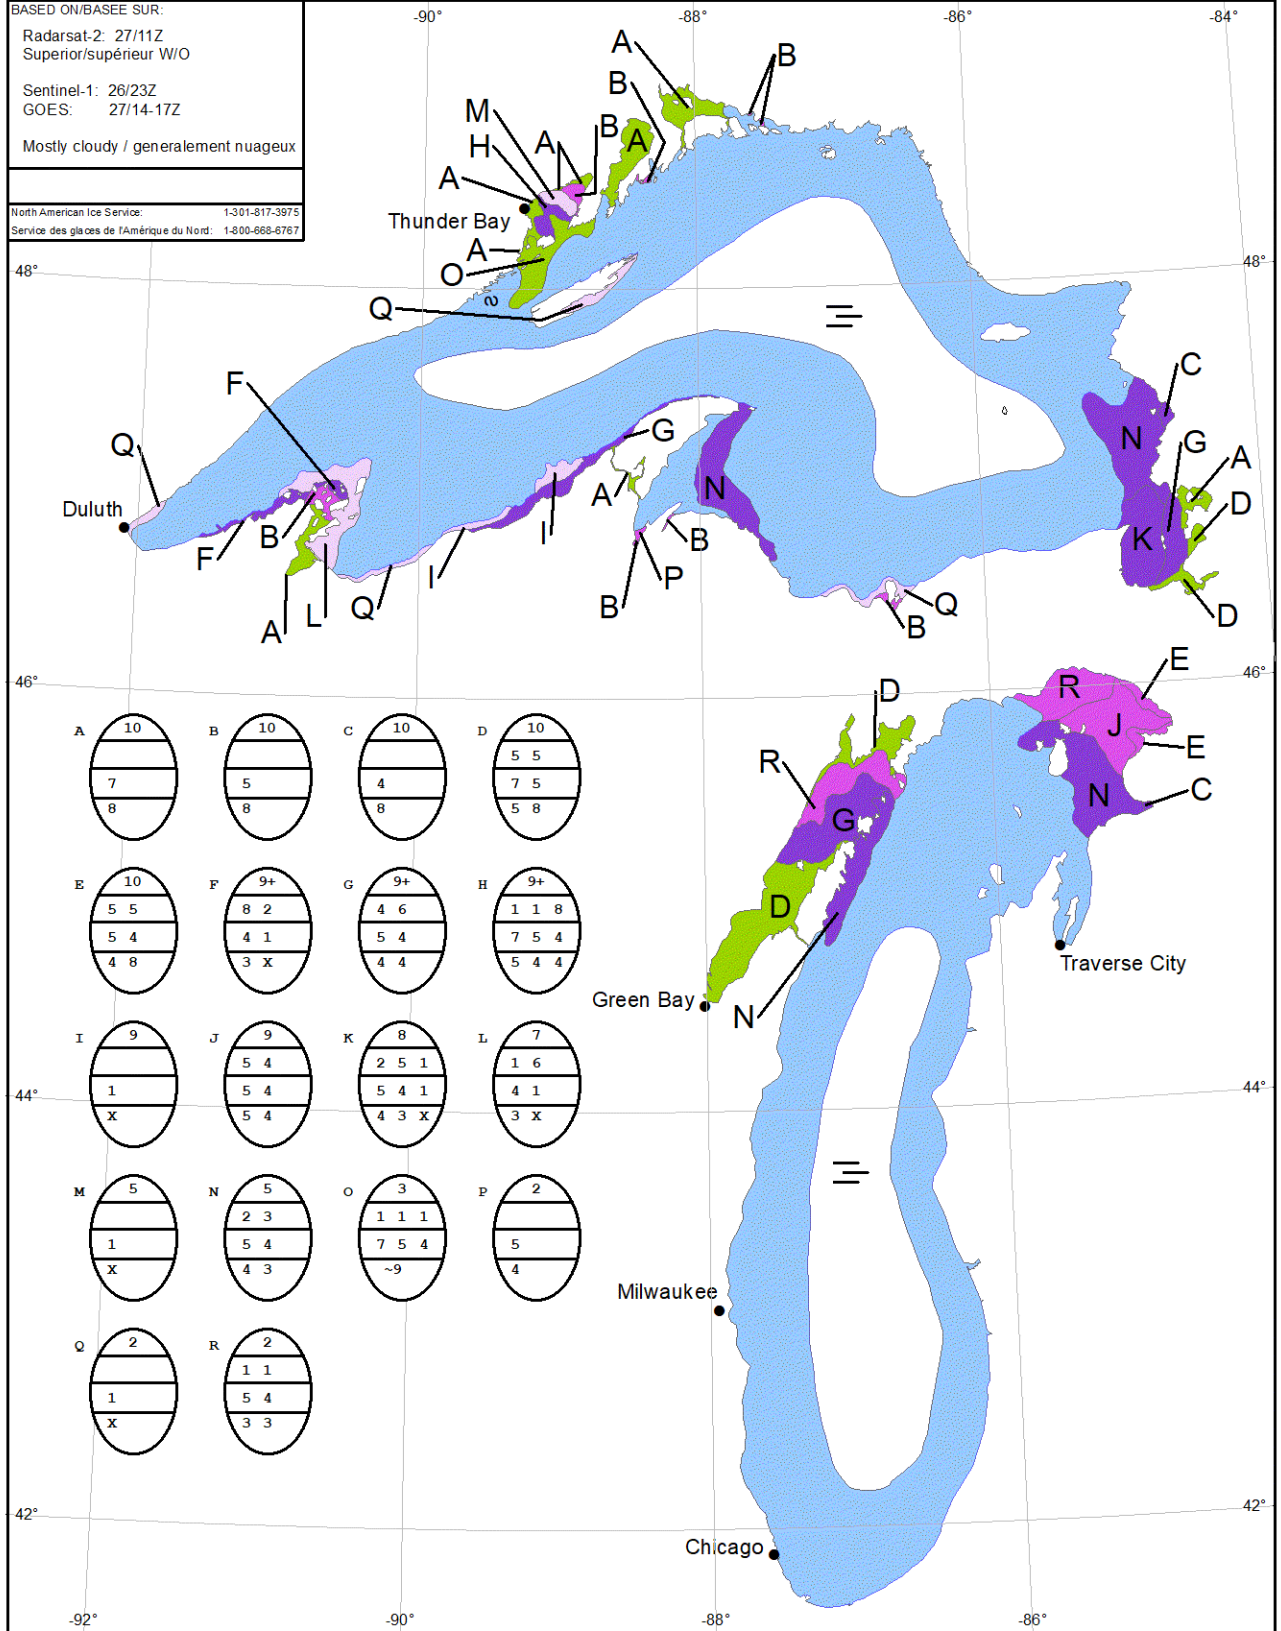 BASED ON/BASEE SUR:
Radarsat-2: 27/11Z
Superior/supérieur W/O
Sentinel-1: 26/23Z
GOES: 27/14-17Z
Mostly cloudy / generalement nuageux
North American Ice Service: 1-301-817-3975
Service des glaces de l'Amérique du Nord: 1-800-668-6767
-90° -88° -86° -84°
A
B
B
M
B
H
A
A
A
Thunder Bay
A
48°
O
48°
Q
ຂ
C
F
N
G
G
Q
A
N
A
D
Duluth
B
I
B
K
F
I
P
A
L
Q
B
Q
B
D
46°
46°
E
D
R
J
R
E
N
C
G
D
Traverse City
Green Bay
N
A
10
7
8
B
10
5
8
C
10
4
8
D
10
5 5
7 5
5 8
E
10
5 5
5 4
4 8
F
9+
8 2
4 1
3 X
G
9+
4 6
5 4
4 4
H
9+
1 1 8
7 5 4
5 4 4
I
9
1
X
J
9
5 4
5 4
5 4
K
8
2 5 1
5 4 1
4 3 X
L
7
1 6
4 1
3 X
44°
44°
M
5
1
X
N
5
2 3
5 4
4 3
O
3
1 1 1
7 5 4
~9
P
2
5
4
Milwaukee
Q
2
1
X
R
2
1 1
5 4
3 3
42°
42°
Chicago
-92° -90° -88° -86°